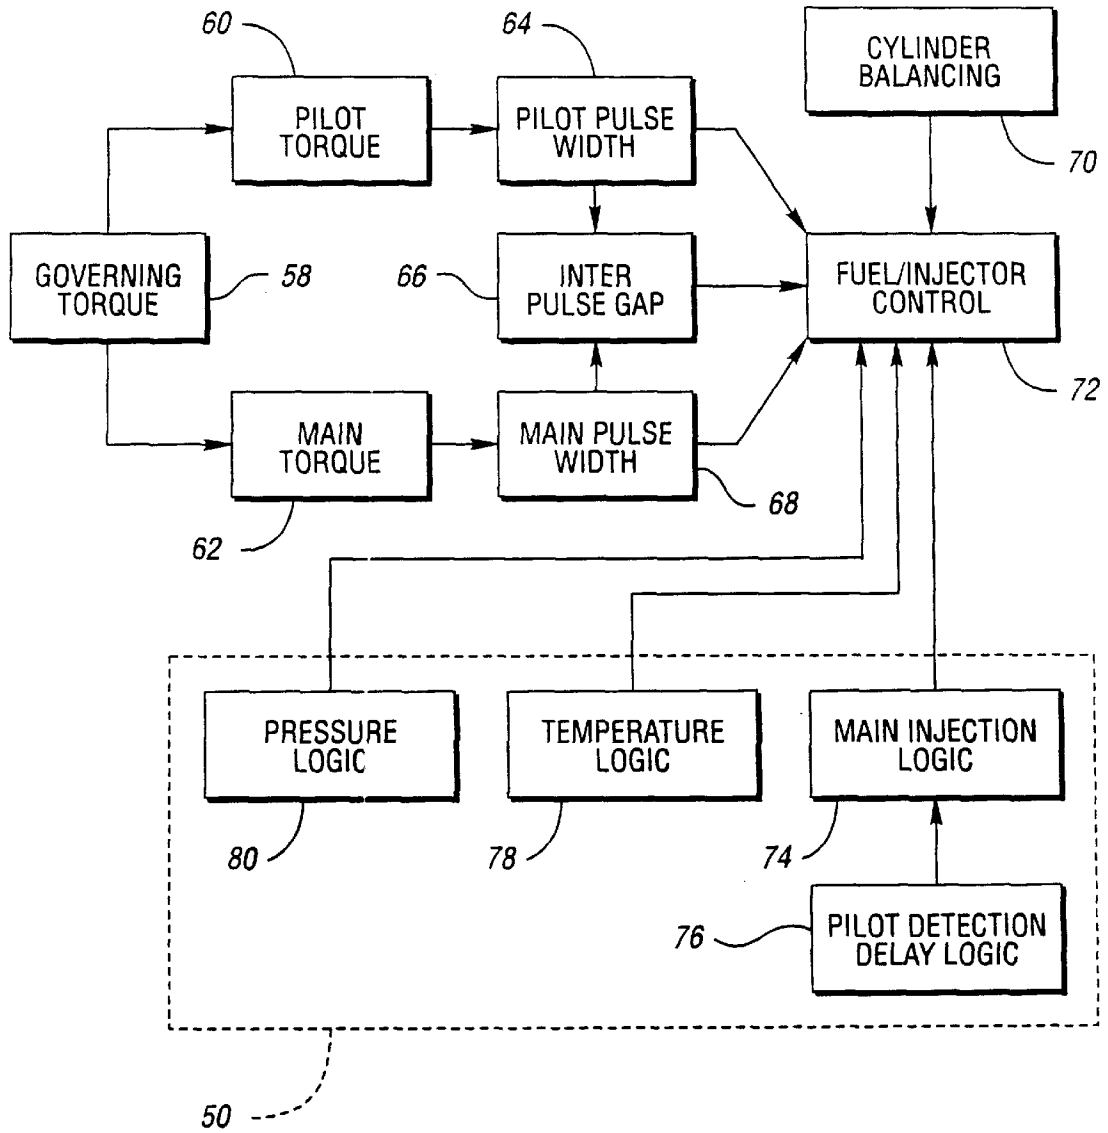 60
64
CYLINDER
BALANCING
PILOT
TORQUE
PILOT PULSE
WIDTH
70
GOVERNING
TORQUE
58
66
INTER
PULSE GAP
FUEL/INJECTOR
CONTROL
72
MAIN
TORQUE
MAIN PULSE
WIDTH
68
62
PRESSURE
LOGIC
TEMPERATURE
LOGIC
MAIN INJECTION
LOGIC
80
78
74
76
PILOT DETECTION
DELAY LOGIC
50